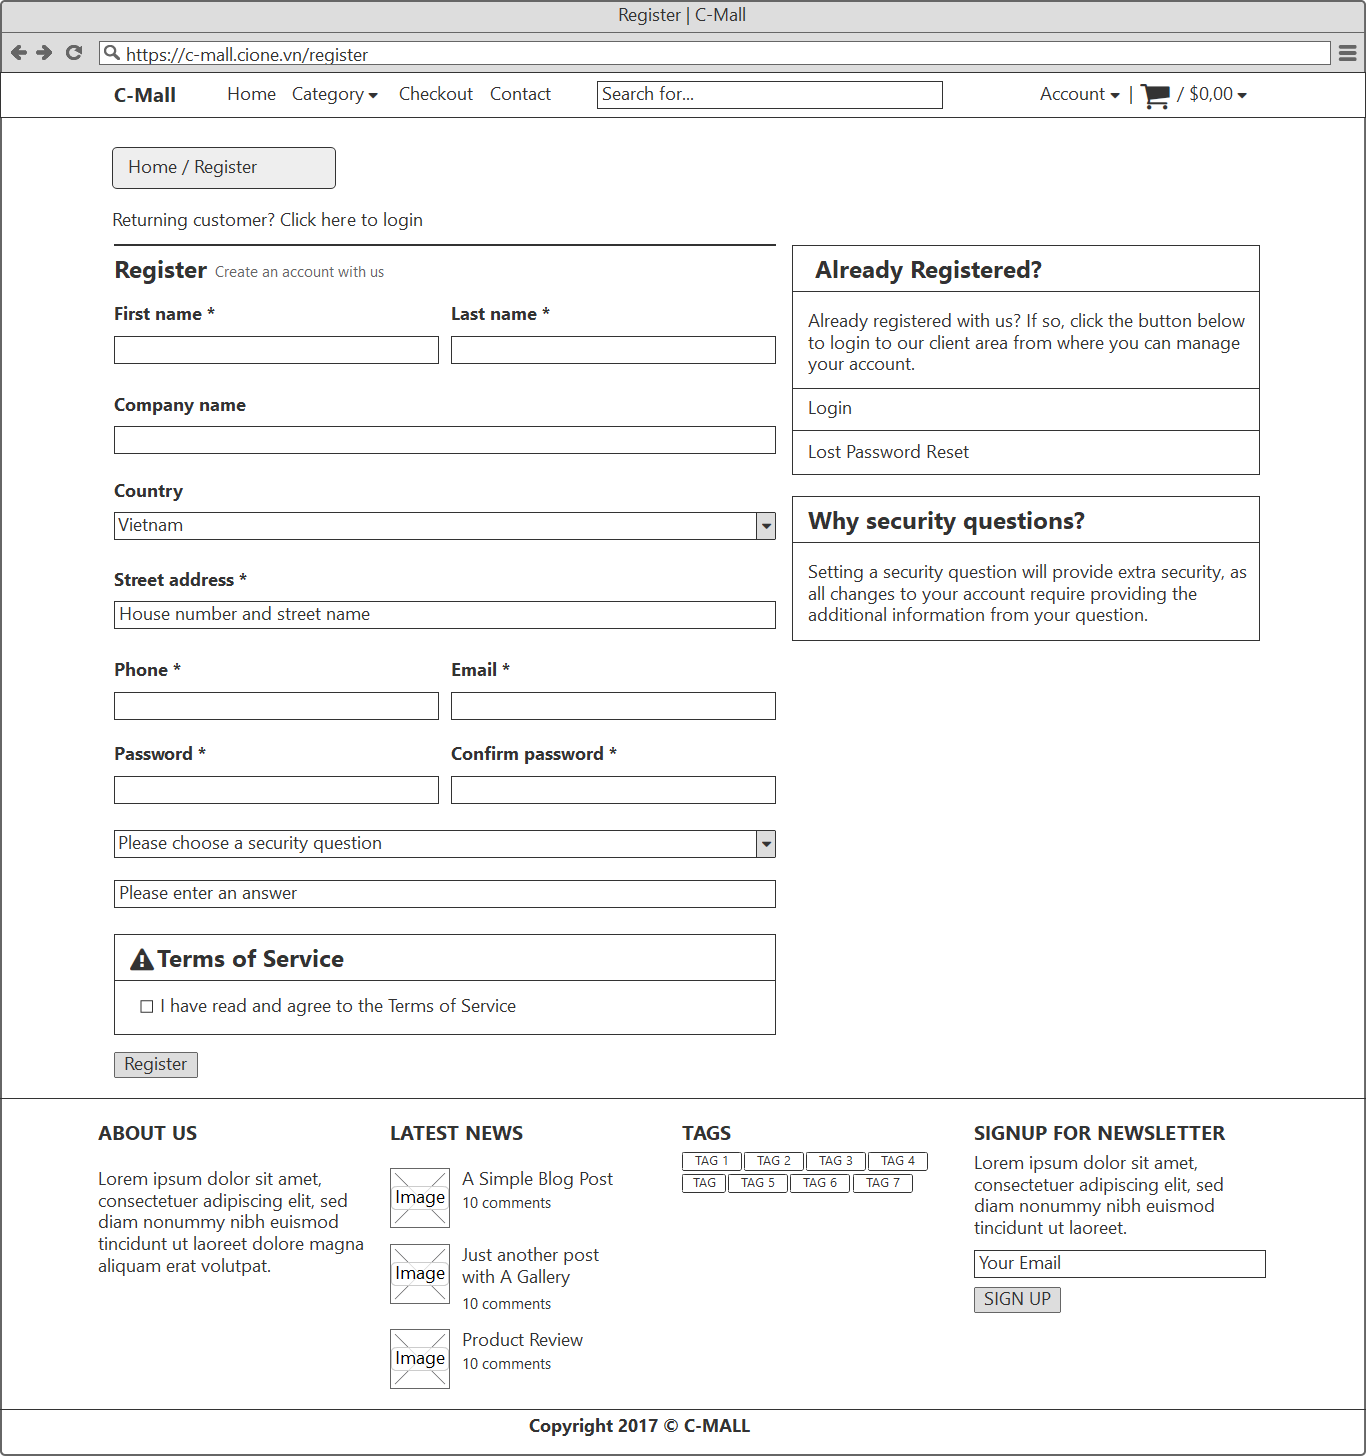 Register | C-Mall
https://c-mall.cione.vn/register
C-Mall Home Category Checkout Contact Search for... Account | / $0,00
Home / Register
Returning customer? Click here to login
Register Create an account with us
First name * Last name *
Company name
Country
Vietnam
Street address *
House number and street name
Phone * Email *
Password * Confirm password *
Please choose a security question
Please enter an answer
Terms of Service
I have read and agree to the Terms of Service
Register
Already Registered?
Already registered with us? If so, click the button below
to login to our client area from where you can manage
your account.
Login
Lost Password Reset
Why security questions?
Setting a security question will provide extra security, as
all changes to your account require providing the
additional information from your question.
ABOUT US
Lorem ipsum dolor sit amet,
consectetuer adipiscing elit, sed
diam nonummy nibh euismod
tincidunt ut laoreet dolore magna
aliquam erat volutpat.
LATEST NEWS
Image
A Simple Blog Post
10 comments
Image
Just another post
with A Gallery
10 comments
Image
Product Review
10 comments
TAGS
TAG 1 TAG 2 TAG 3 TAG 4
TAG TAG 5 TAG 6 TAG 7
SIGNUP FOR NEWSLETTER
Lorem ipsum dolor sit amet,
consectetuer adipiscing elit, sed
diam nonummy nibh euismod
tincidunt ut laoreet.
Your Email
SIGN UP
Copyright 2017 © C-MALL